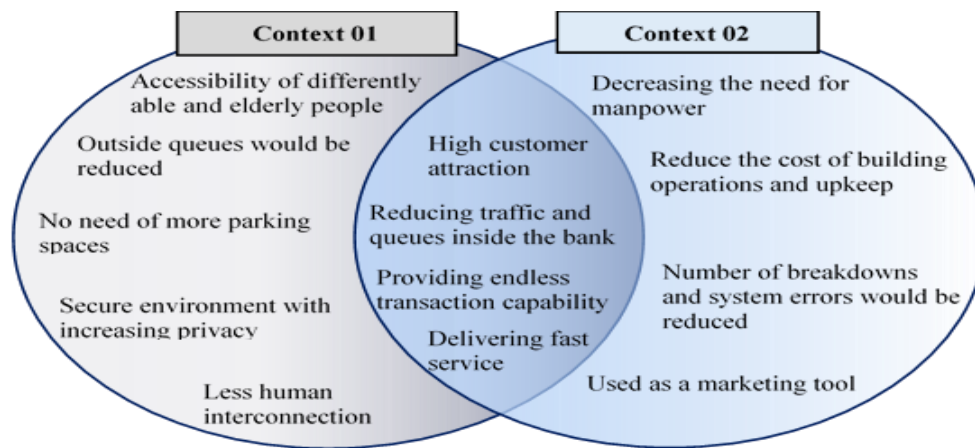 Context 01
Accessibility of differently
able and elderly people
Outside queues would be
reduced
No need of more parking
spaces
Secure environment with
increasing privacy
Less human
interconnection
High customer
attraction
Reducing traffic and
queues inside the bank
Providing endless
transaction capability
Delivering fast
service
Context 02
Decreasing the need for
manpower
Reduce the cost of building
operations and upkeep
Number of breakdowns
and system errors would be
reduced
Used as a marketing tool